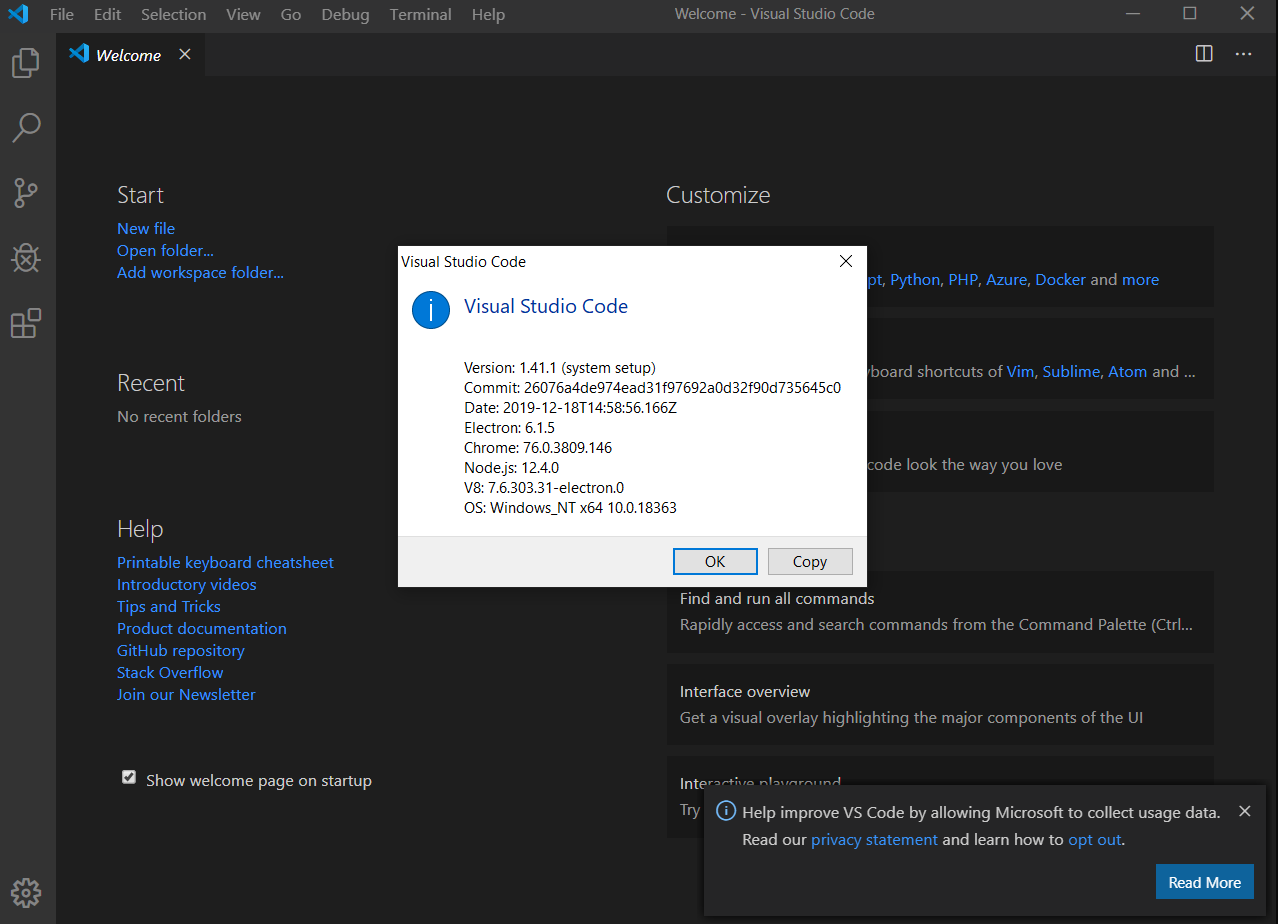 File Edit Selection View Go Debug Terminal Help
Welcome - Visual Studio Code
Welcome
Start
New file
Open folder...
Add workspace folder...
Recent
No recent folders
Help
Printable keyboard cheatsheet
Introductory videos
Tips and Tricks
Product documentation
GitHub repository
Stack Overflow
Join our Newsletter
Show welcome page on startup
Customize
Python, PHP, Azure, Docker and more
shortcuts of Vim, Sublime, Atom and ...
code look the way you love
Find and run all commands
Rapidly access and search commands from the Command Palette (Ctrl...
Interface overview
Get a visual overlay highlighting the major components of the UI
Interactive playground
Try
Visual Studio Code
Visual Studio Code
Version: 1.41.1 (system setup)
Commit: 26076a4de974ead31f97692a0d32f90d735645c0
Date: 2019-12-18T14:58:56.166Z
Electron: 6.1.5
Chrome: 76.0.3809.146
Node.js: 12.4.0
V8: 7.6.303.31-electron.0
OS: Windows_NT x64 10.0.18363
OK
Copy
Help improve VS Code by allowing Microsoft to collect usage data.
Read our privacy statement and learn how to opt out.
Read More